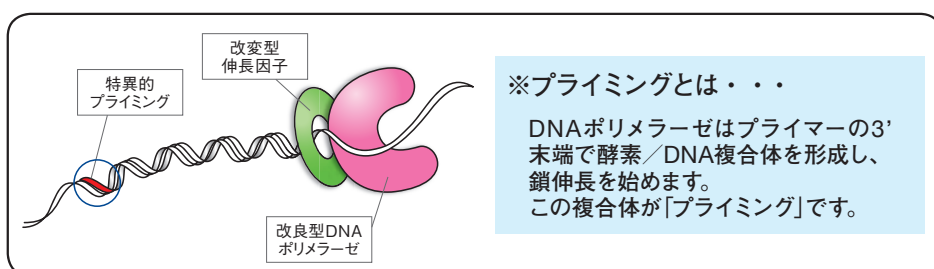 改変型
伸長因子
特異的
プライミング
改良型DNA
ポリメラーゼ
※プライミングとは・・・
DNAポリメラーゼはプライマーの3’
末端で酵素／DNA複合体を形成し、
鎖伸長を始めます。
この複合体が「プライミング」です。